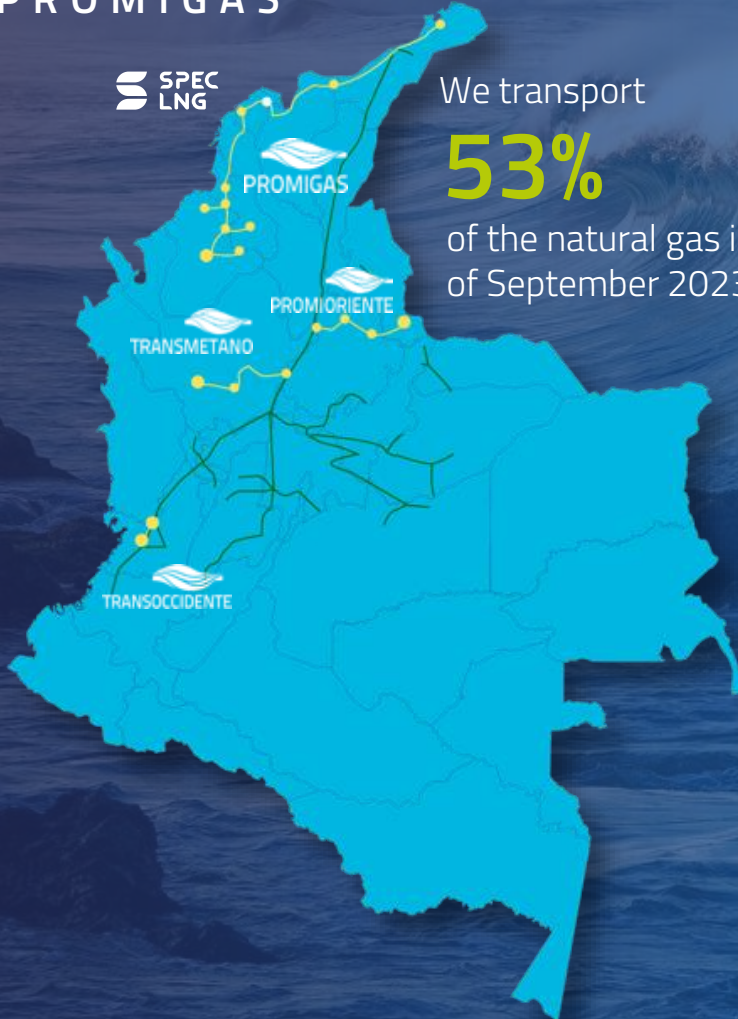 PROMIGAS
SPEC
LNG
We transport
53%
of the natural gas i
of September 2023
PROMIGAS
PROMIORIENTE
TRANSMETANO
TRANSOCCIDENTE